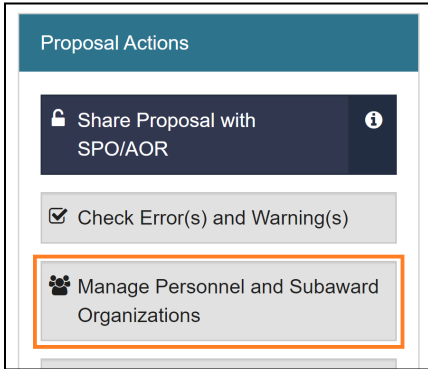 Proposal Actions
Share Proposal with
SPO/AOR
Check Error(s) and Warning(s)
Manage Personnel and Subaward
Organizations